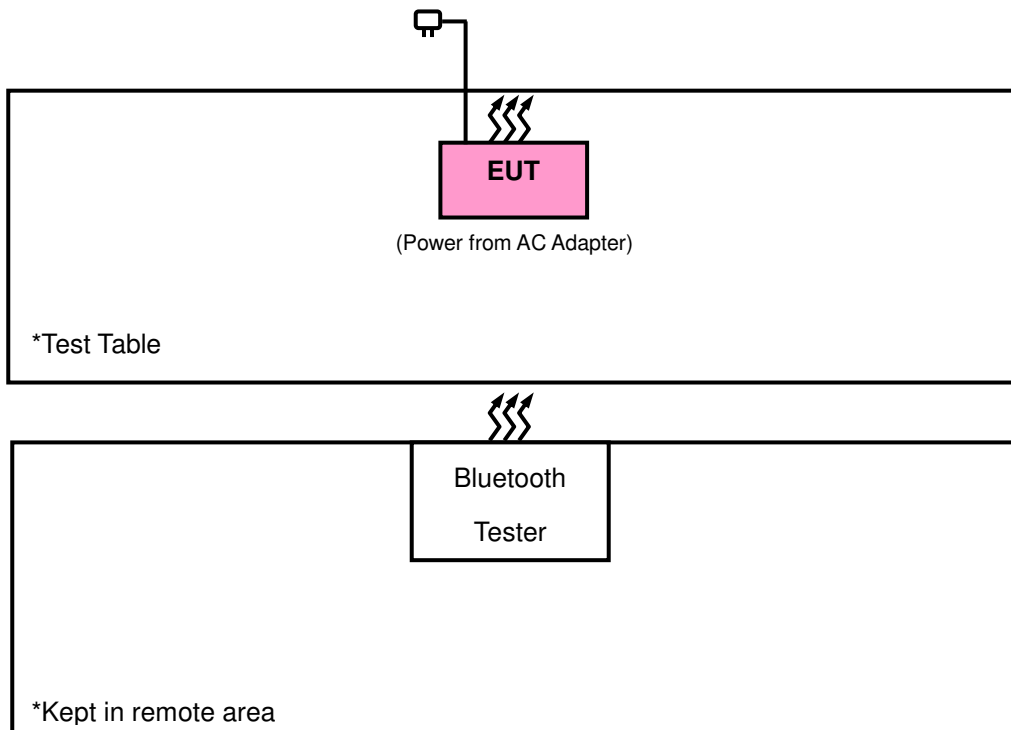 EUT
(Power from AC Adapter)
*Test Table
Bluetooth
Tester
*Kept in remote area